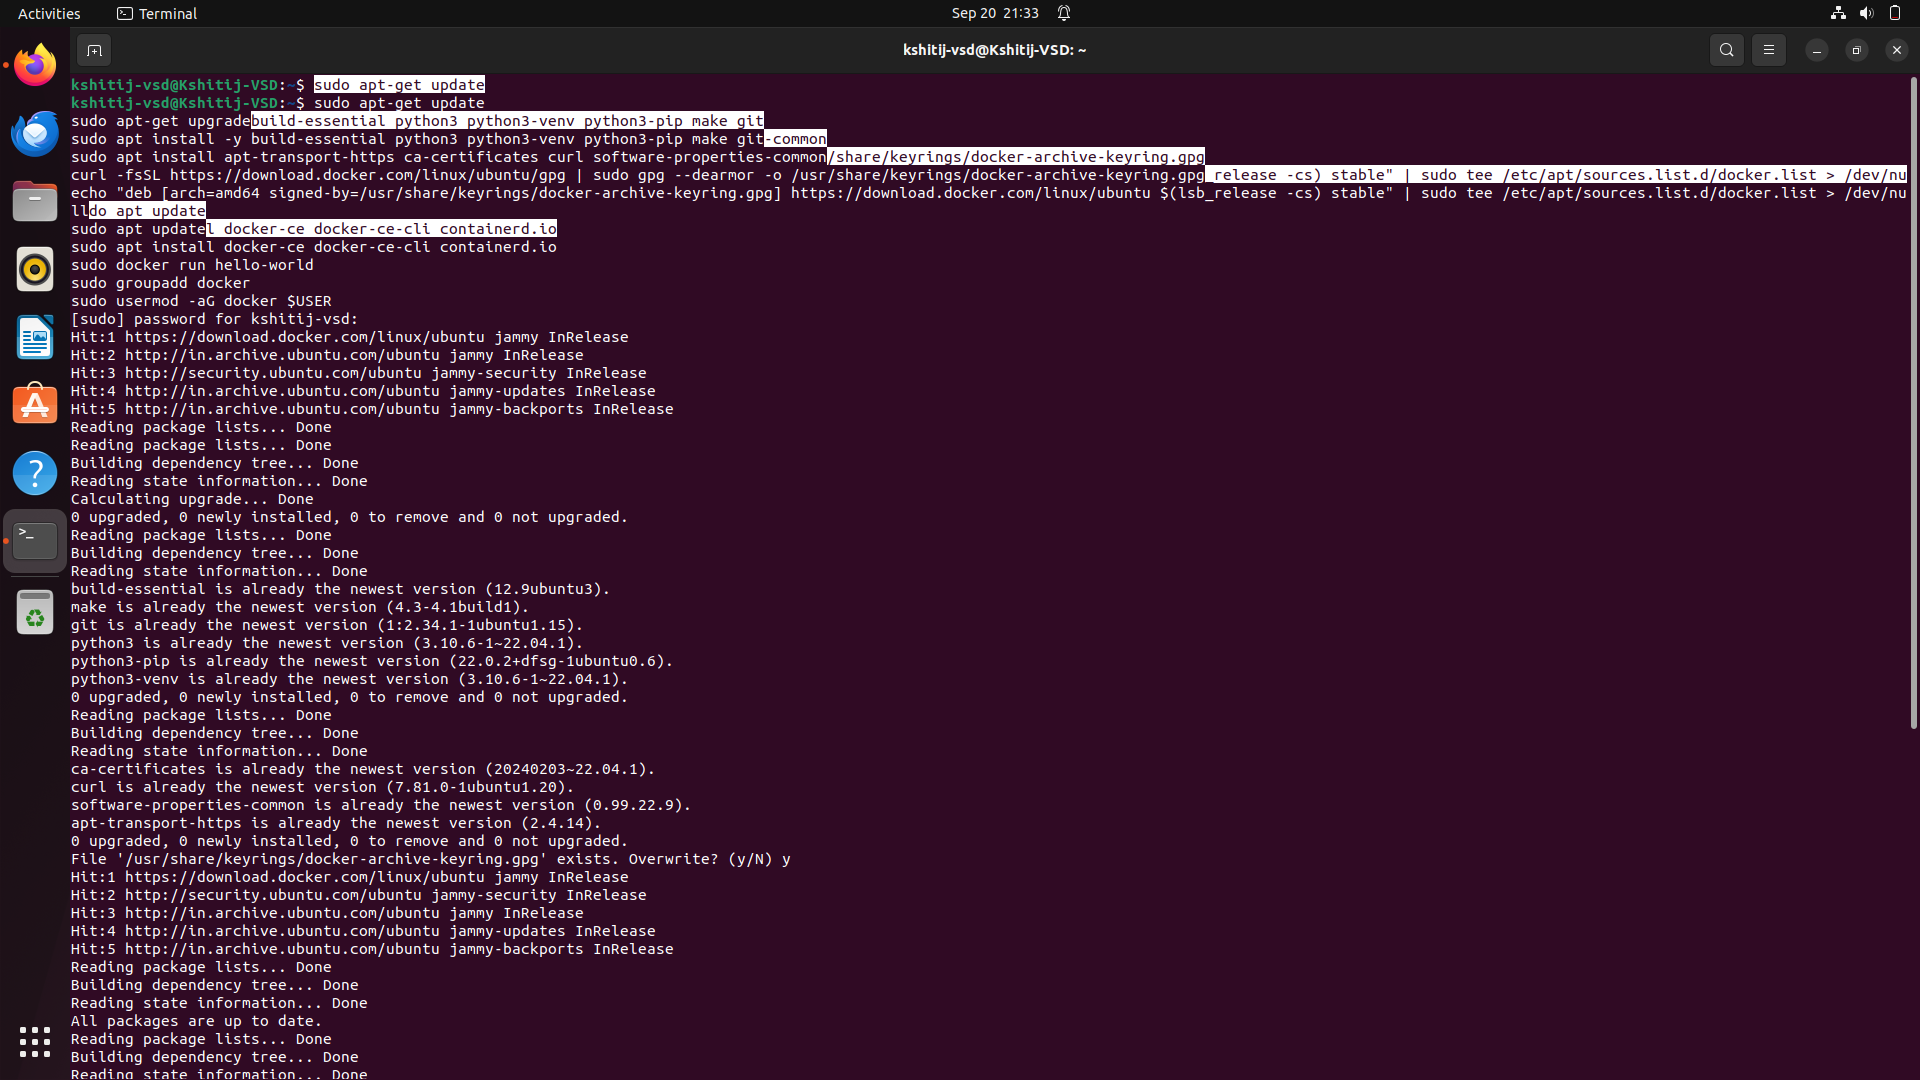 Activities
Terminal
Sep 20 21:33
kshitij-vsd@Kshitij-VSD: ~
kshitij-vsd@Kshitij-VSD:~$ sudo apt-get update
kshitij-vsd@Kshitij-VSD:~$ sudo apt-get update
sudo apt-get upgradebuild-essential python3 python3-venv python3-pip make git
sudo apt install -y build-essential python3 python3-venv python3-pip make git-common
sudo apt install apt-transport-https ca-certificates curl software-properties-common/share/keyrings/docker-archive-keyring.gpg
curl -fsSL https://download.docker.com/linux/ubuntu/gpg | sudo gpg --dearmor -o /usr/share/keyrings/docker-archive-keyring.gpg_release -cs) stable" | sudo tee /etc/apt/sources.list.d/docker.list > /dev/nu
echo "deb [arch=amd64 signed-by=/usr/share/keyrings/docker-archive-keyring.gpg] https://download.docker.com/linux/ubuntu $(lsb_release -cs) stable" | sudo tee /etc/apt/sources.list.d/docker.list > /dev/nu
lldo apt update
sudo apt updatel docker-ce docker-ce-cli containerd.io
sudo apt install docker-ce docker-ce-cli containerd.io
sudo docker run hello-world
sudo groupadd docker
sudo usermod -aG docker $USER
[sudo] password for kshitij-vsd:
Hit:1 https://download.docker.com/linux/ubuntu jammy InRelease
Hit:2 http://in.archive.ubuntu.com/ubuntu jammy InRelease
Hit:3 http://security.ubuntu.com/ubuntu jammy-security InRelease
Hit:4 http://in.archive.ubuntu.com/ubuntu jammy-updates InRelease
Hit:5 http://in.archive.ubuntu.com/ubuntu jammy-backports InRelease
Reading package lists... Done
Reading package lists... Done
Building dependency tree... Done
Reading state information... Done
Calculating upgrade... Done
0 upgraded, 0 newly installed, 0 to remove and 0 not upgraded.
Reading package lists... Done
Building dependency tree... Done
Reading state information... Done
build-essential is already the newest version (12.9ubuntu3).
make is already the newest version (4.3-4.1build1).
git is already the newest version (1:2.34.1-1ubuntu1.15).
python3 is already the newest version (3.10.6-1~22.04.1).
python3-pip is already the newest version (22.0.2+dfsg-1ubuntu0.6).
python3-venv is already the newest version (3.10.6-1~22.04.1).
0 upgraded, 0 newly installed, 0 to remove and 0 not upgraded.
Reading package lists... Done
Building dependency tree... Done
Reading state information... Done
ca-certificates is already the newest version (20240203~22.04.1).
curl is already the newest version (7.81.0-1ubuntu1.20).
software-properties-common is already the newest version (0.99.22.9).
apt-transport-https is already the newest version (2.4.14).
0 upgraded, 0 newly installed, 0 to remove and 0 not upgraded.
File '/usr/share/keyrings/docker-archive-keyring.gpg' exists. Overwrite? (y/N) y
Hit:1 https://download.docker.com/linux/ubuntu jammy InRelease
Hit:2 http://security.ubuntu.com/ubuntu jammy-security InRelease
Hit:3 http://in.archive.ubuntu.com/ubuntu jammy InRelease
Hit:4 http://in.archive.ubuntu.com/ubuntu jammy-updates InRelease
Hit:5 http://in.archive.ubuntu.com/ubuntu jammy-backports InRelease
Reading package lists... Done
Building dependency tree... Done
Reading state information... Done
All packages are up to date.
Reading package lists... Done
Building dependency tree... Done
Reading state information... Done